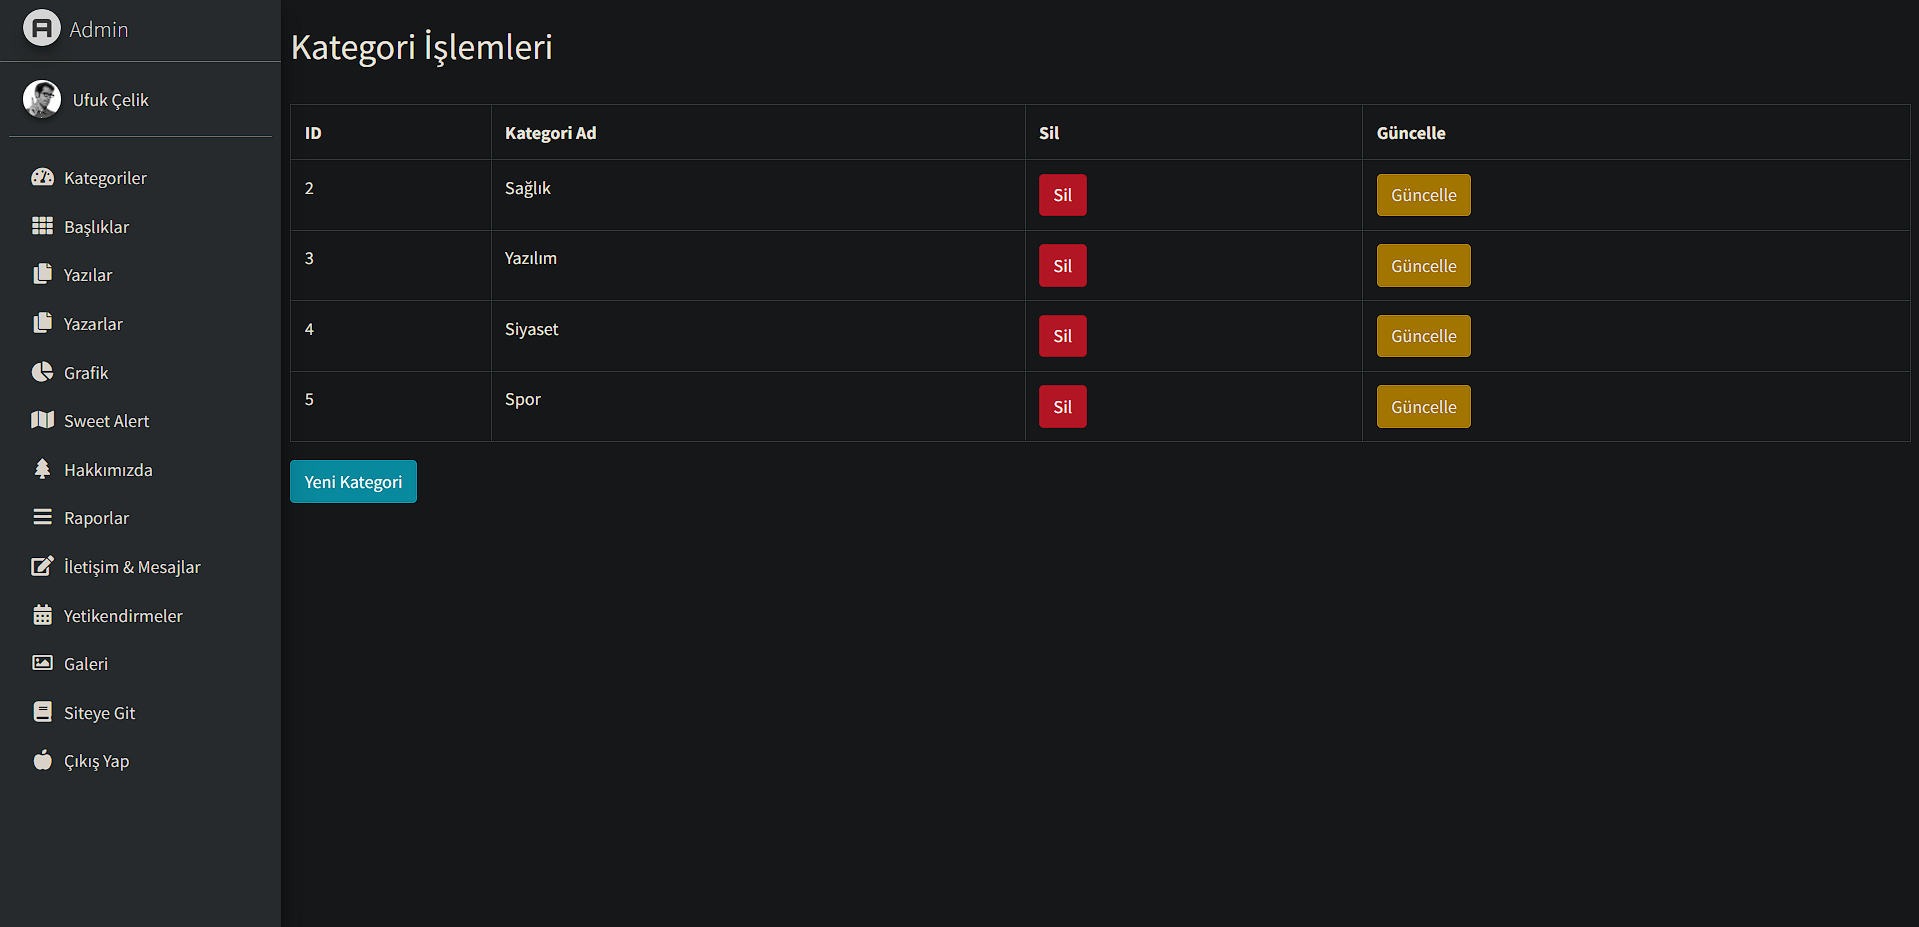 Admin
Ufuk Çelik
Kategoriler
Başlıklar
Yazılar
Yazarlar
Grafik
Sweet Alert
Hakkımızda
Raporlar
İletişim & Mesajlar
Yetikendirmeler
Galeri
Siteye Git
Çıkış Yap
Kategori İşlemleri
ID Kategori Ad Sil Güncelle
2 Sağlık Sil Güncelle
3 Yazılım Sil Güncelle
4 Siyaset Sil Güncelle
5 Spor Sil Güncelle
Yeni Kategori